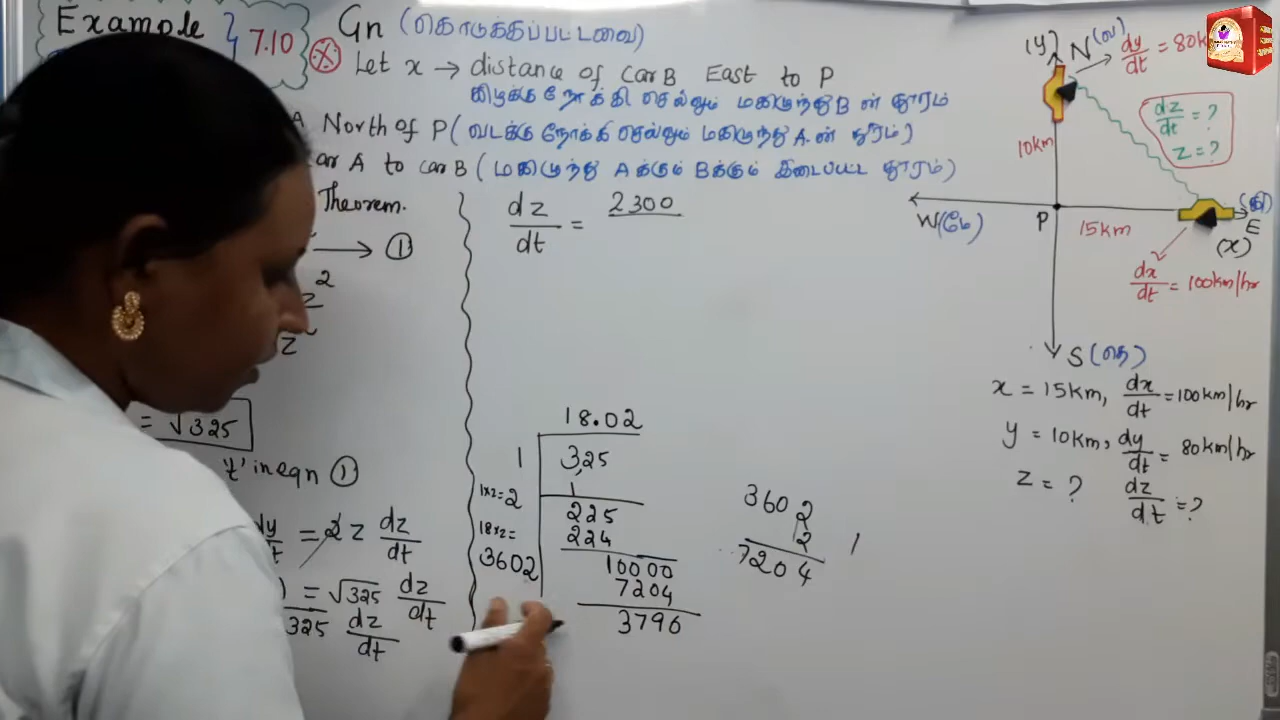 Example } 7.10
Gn (கொடுக்கப்பட்டவை)
Let x → distance of car B East to P
கிழக்கு நோக்கி செல்லும் மகிழுந்து B ன் தூரம்
A North of P (வடக்கு நோக்கி செல்லும் மகிழுந்து A ன் தூரம்)
car A to car B (மகிழுந்து A க்கும் B க்கும் இடைப்பட்ட தூரம்)
Theorem.
→ ①
= √325
'z' in eqn ①
dy/dt = 2z dz/dt
) = √325 dz/dt
325 dz/dt
dz/dt = 2300
18.02
1 325
1
1x2=2 225
18x2= 224
3602 10000
7204
3796
3602
2
7204
1
(y) N
dy/dt = 80k
10km
dz/dt = ?
z = ?
W(மே) P 15km E
(x)
dx/dt = 100km/hr
S (தெ)
x = 15km, dx/dt = 100km/hr
y = 10km, dy/dt = 80km/hr
z = ? dz/dt = ?